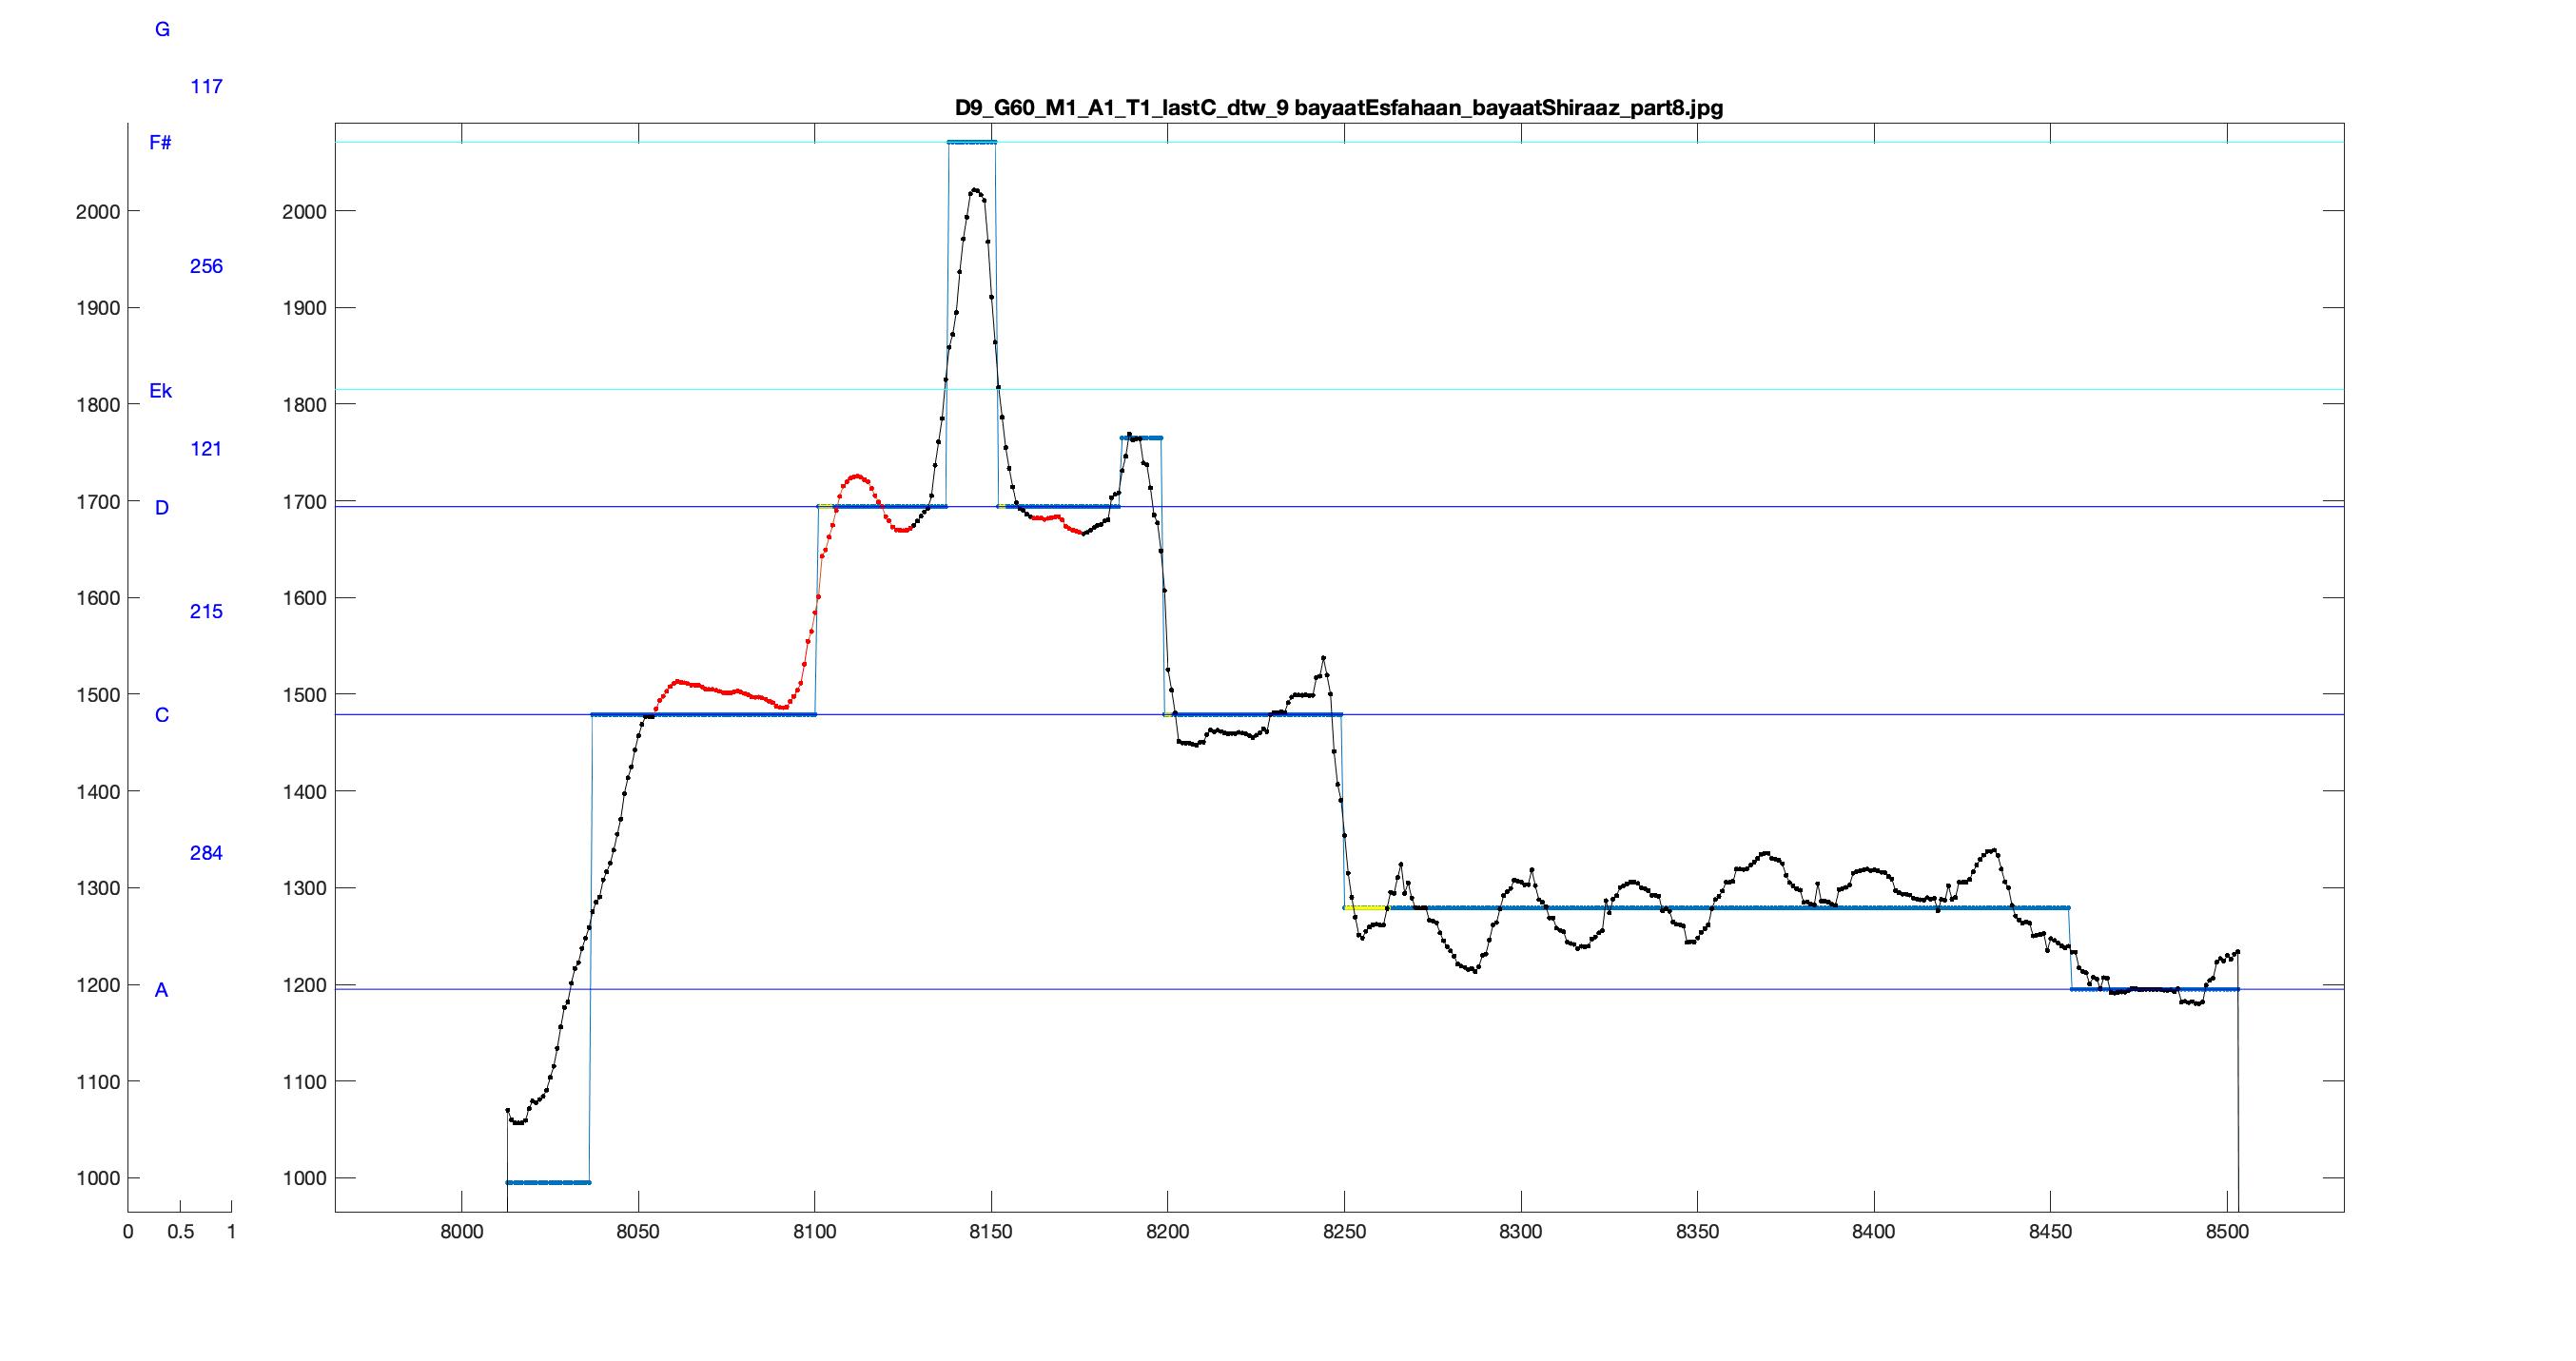 G
117
D9_G60_M1_A1_T1_lastC_dtw_9 bayaatEsfahaan_bayaatShiraaz_part8.jpg
F#
2000 2000
256
1900 1900
Ek
1800 1800
121
1700 D 1700
1600 215 1600
1500 1500
C
1400 1400
284
1300 1300
1200 A 1200
1100 1100
1000 1000
0 0.5 1 8000 8050 8100 8150 8200 8250 8300 8350 8400 8450 8500